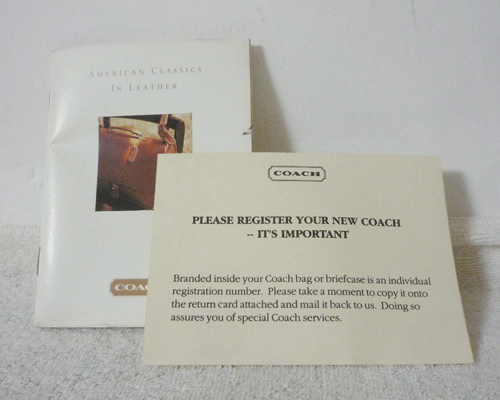 AMERICAN CLASSICS
IN LEATHER
COACH
PLEASE REGISTER YOUR NEW COACH
-- IT'S IMPORTANT
Branded inside your Coach bag or briefcase is an individual
registration number. Please take a moment to copy it onto
the return card attached and mail it back to us. Doing so
assures you of special Coach services.